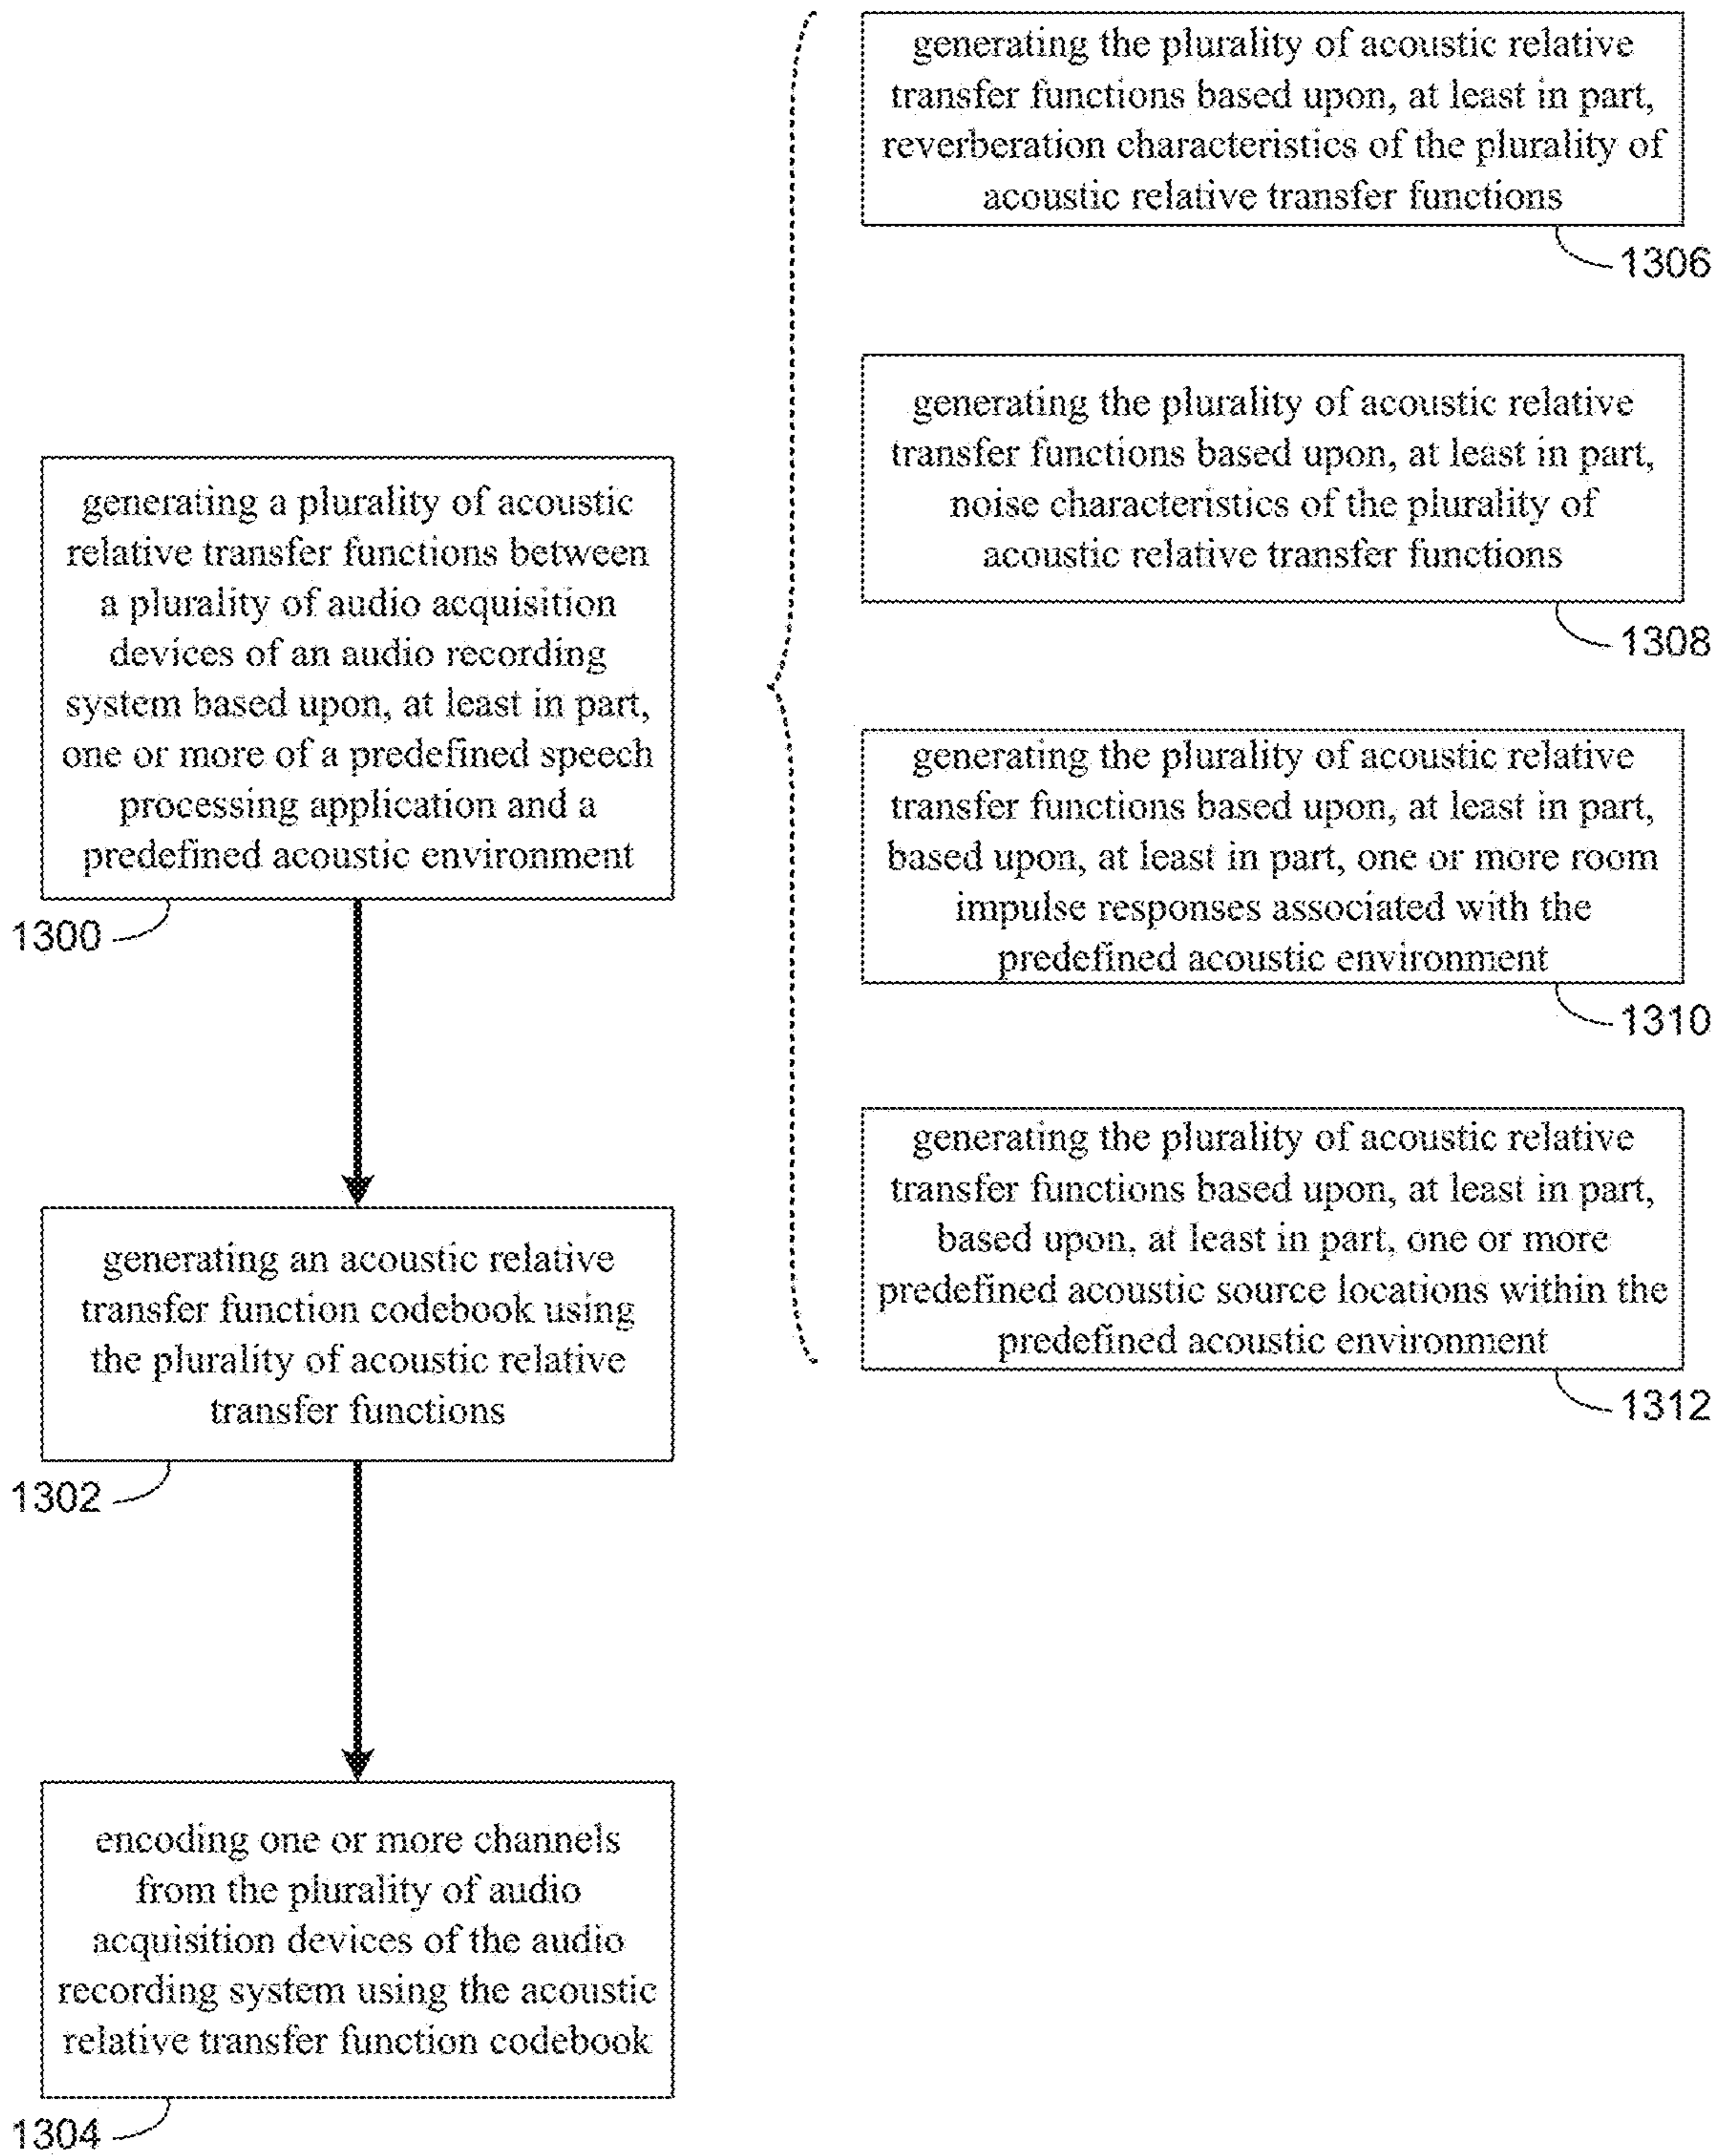 generating a plurality of acoustic
relative transfer functions between
a plurality of audio acquisition
devices of an audio recording
system based upon, at least in part,
one or more of a predefined speech
processing application and a
predefined acoustic environment
1300
generating an acoustic relative
transfer function codebook using
the plurality of acoustic relative
transfer functions
1302
encoding one or more channels
from the plurality of audio
acquisition devices of the audio
recording system using the acoustic
relative transfer function codebook
1304
generating the plurality of acoustic relative
transfer functions based upon, at least in part,
reverberation characteristics of the plurality of
acoustic relative transfer functions
1306
generating the plurality of acoustic relative
transfer functions based upon, at least in part,
noise characteristics of the plurality of
acoustic relative transfer functions
1308
generating the plurality of acoustic relative
transfer functions based upon, at least in part,
based upon, at least in part, one or more room
impulse responses associated with the
predefined acoustic environment
1310
generating the plurality of acoustic relative
transfer functions based upon, at least in part,
based upon, at least in part, one or more
predefined acoustic source locations within the
predefined acoustic environment
1312